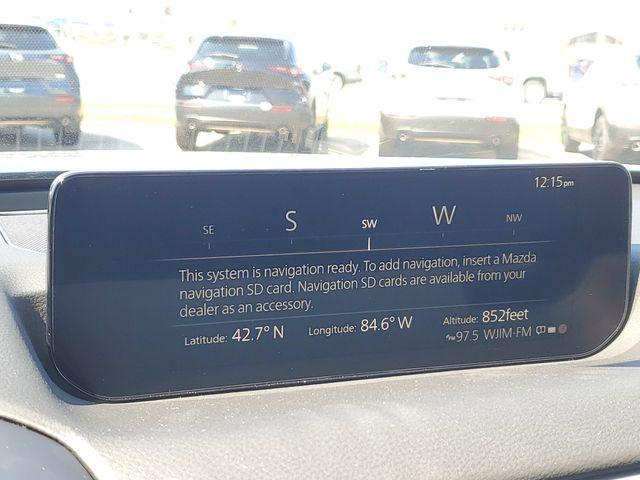 12:15pm
SE S SW W NW
This system is navigation ready. To add navigation, insert a Mazda
navigation SD card. Navigation SD cards are available from your
dealer as an accessory.
Latitude: 42.7° N Longitude: 84.6° W Altitude: 852feet
FM 97.5 WJIM-FM